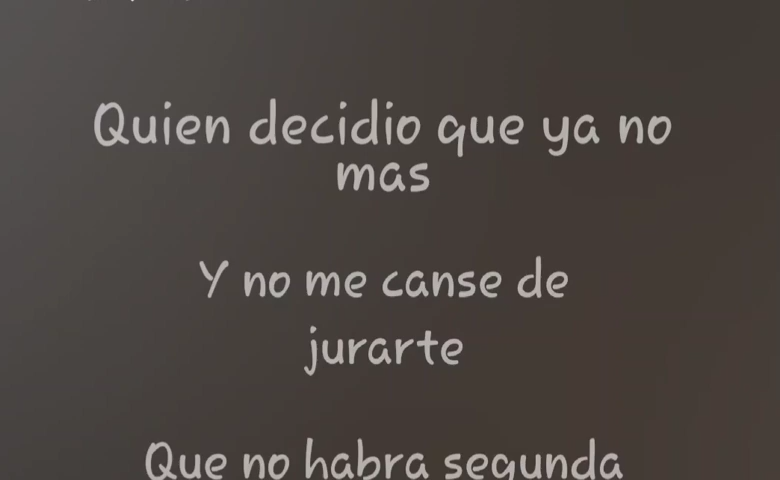 Quien decidio que ya no
mas
Y no me canse de
jurarte
Que no habra segunda